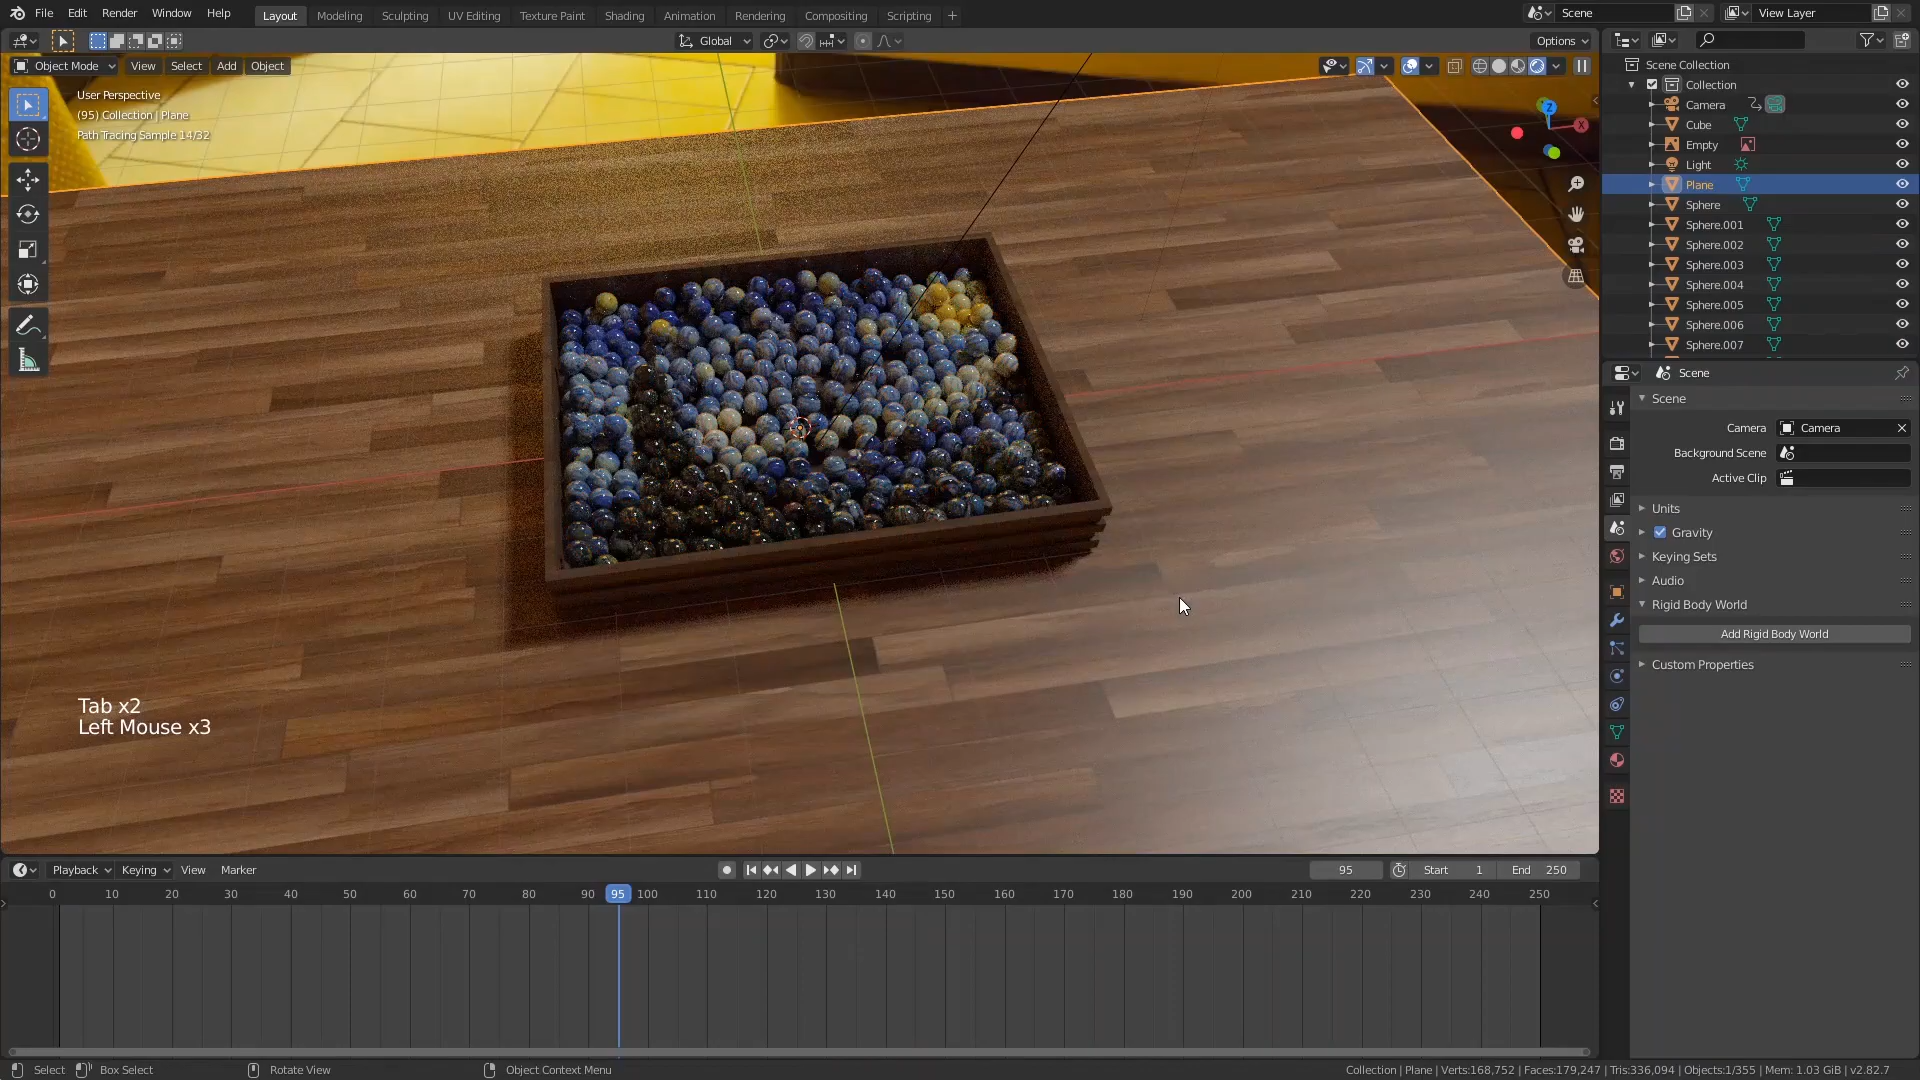 File Edit Render Window Help
Layout Modeling Sculpting UV Editing Texture Paint Shading Animation Rendering Compositing Scripting +
Scene
View Layer
Global
Options
Object Mode View Select Add Object
User Perspective
(95) Collection | Plane
Path Tracing Sample 14/32
Z
X
Tab x2
Left Mouse x3
Scene Collection
Collection
Camera
Cube
Empty
Light
Plane
Sphere
Sphere.001
Sphere.002
Sphere.003
Sphere.004
Sphere.005
Sphere.006
Sphere.007
Scene
Scene
Camera Camera
Background Scene
Active Clip
Units
Gravity
Keying Sets
Audio
Rigid Body World
Add Rigid Body World
Custom Properties
Playback Keying View Marker
95 Start 1 End 250
0 10 20 30 40 50 60 70 80 90 95 100 110 120 130 140 150 160 170 180 190 200 210 220 230 240 250
Select Box Select Rotate View Object Context Menu
Collection | Plane | Verts:168,752 | Faces:179,247 | Tris:336,094 | Objects:1/355 | Mem: 1.03 GiB | v2.82.7